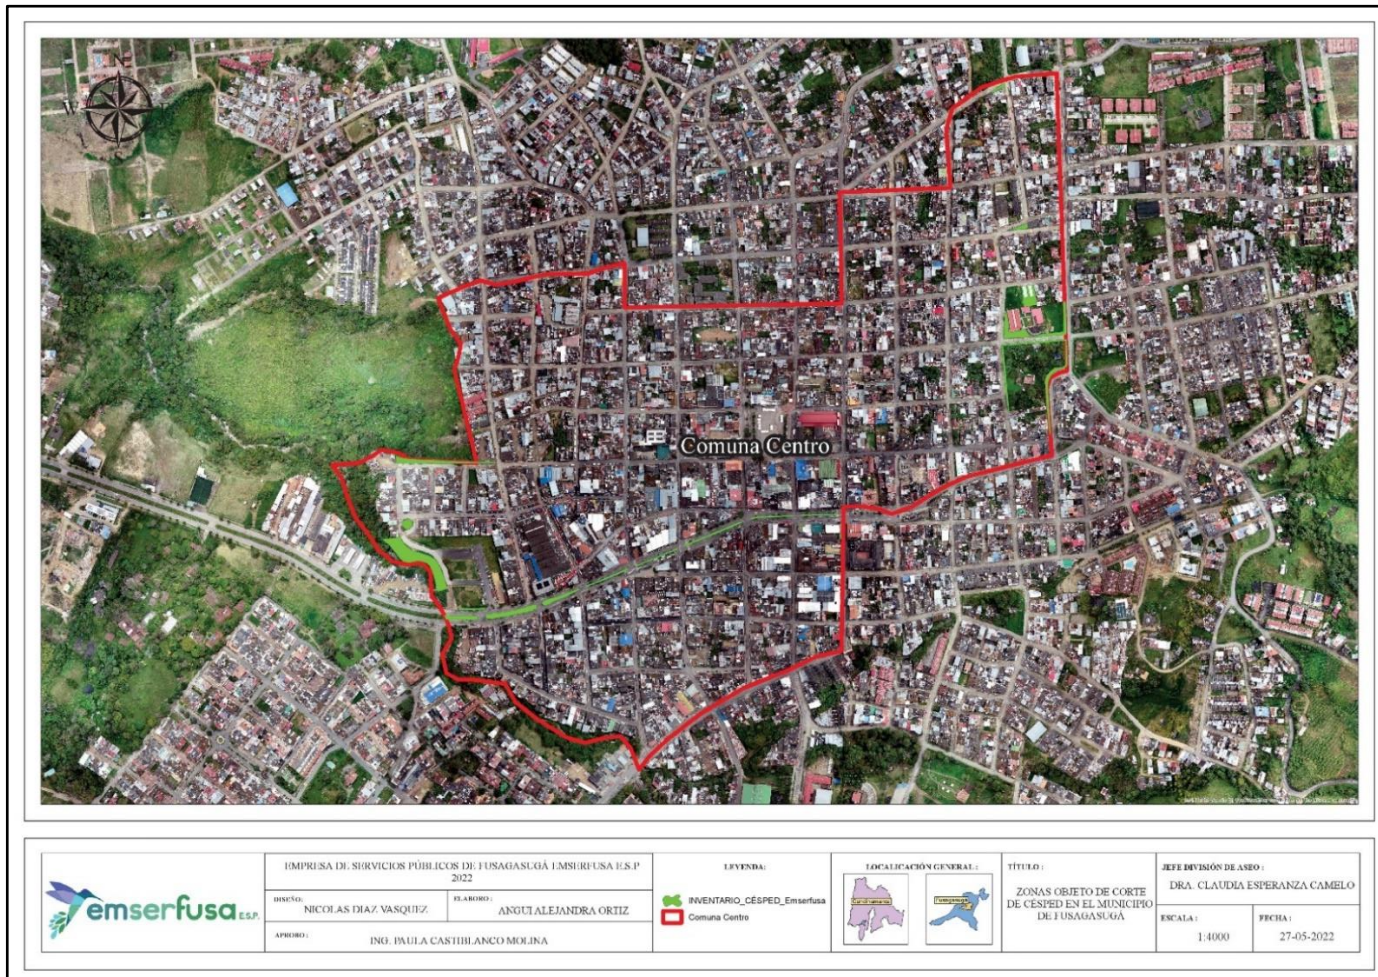 N
Comuna Centro
emserfusa E.S.P.
EMPRESA DE SERVICIOS PÚBLICOS DE FUSAGASUGÁ EMSERFUSA E.S.P
2022
DISEÑO:
NICOLAS DIAZ VASQUEZ
ELABORO:
ANGUI ALEJANDRA ORTIZ
APROBO:
ING. PAULA CASTIBLANCO MOLINA
LEYENDA:
INVENTARIO_CÉSPED_Emserfusa
Comuna Centro
LOCALICACIÓN GENERAL:
Cundinamarca
Fusagasuga
TÍTULO:
ZONAS OBJETO DE CORTE
DE CÉSPED EN EL MUNICIPIO
DE FUSAGASUGÁ
JEFE DIVISIÓN DE ASEO:
DRA. CLAUDIA ESPERANZA CAMELO
ESCALA:
1:4000
FECHA:
27-05-2022